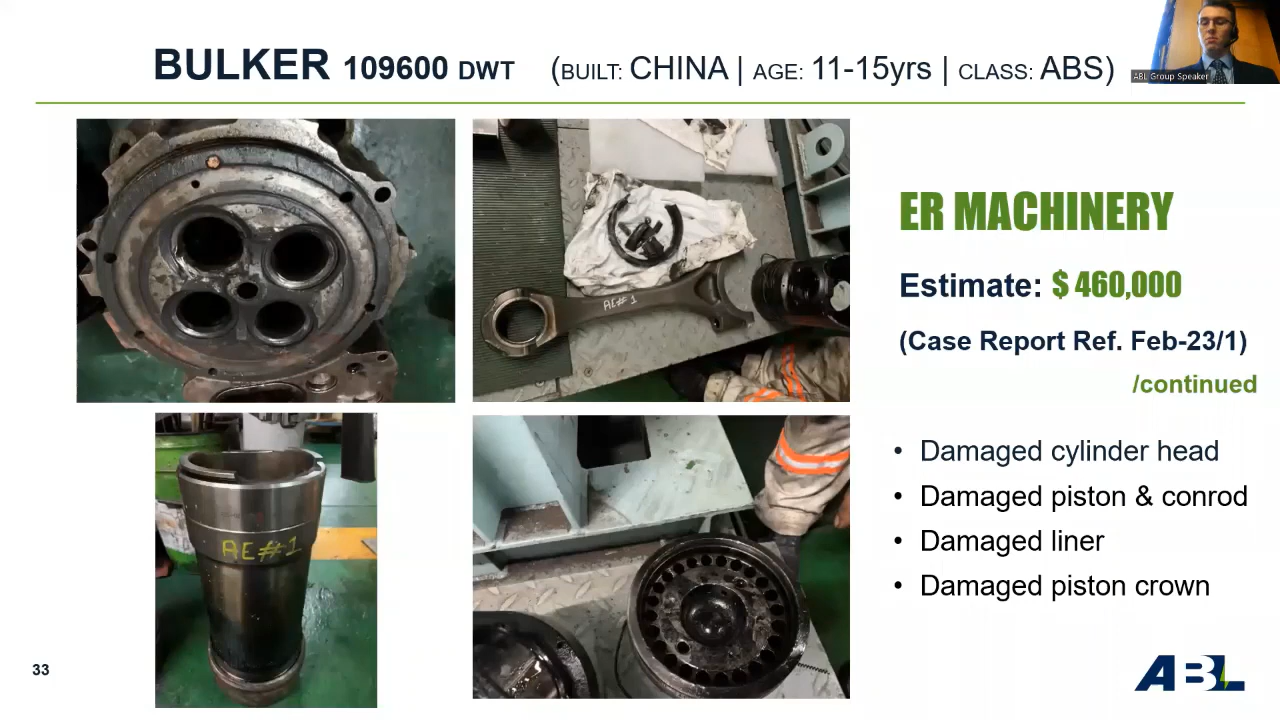 BULKER 109600 DWT (BUILT: CHINA | AGE: 11-15yrs | CLASS: ABS)
ABL Group Speaker
ER MACHINERY
Estimate: $ 460,000
(Case Report Ref. Feb-23/1)
/continued
• Damaged cylinder head
• Damaged piston & conrod
• Damaged liner
• Damaged piston crown
AE#1
AE#1
33
ABL